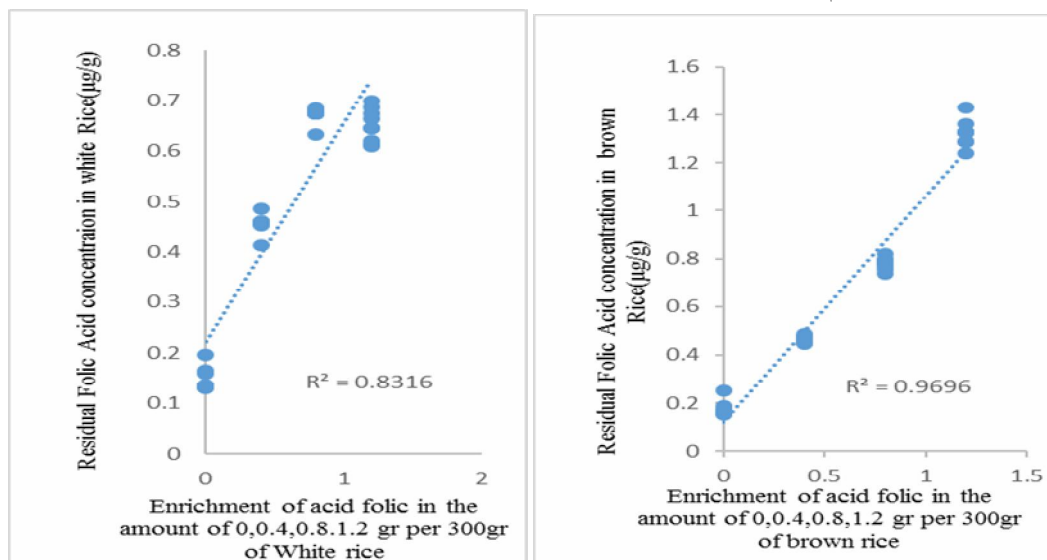 Residual Folic Acid concentraion in white Rice(µg/g)
0.8
0.7
0.6
0.5
0.4
0.3
0.2
0.1
0
R² = 0.8316
0
1
2
Enrichment of acid folic in the
amount of 0,0.4,0.8.1.2 gr per 300gr
of White rice
Residual Folic Acid concentration in brown
Rice(µg/g)
1.6
1.4
1.2
1
0.8
0.6
0.4
0.2
0
R² = 0.9696
0
0.5
1
1.5
Enrichment of acid folic in the
amount of 0,0.4,0.8,1.2 gr per 300gr
of brown rice